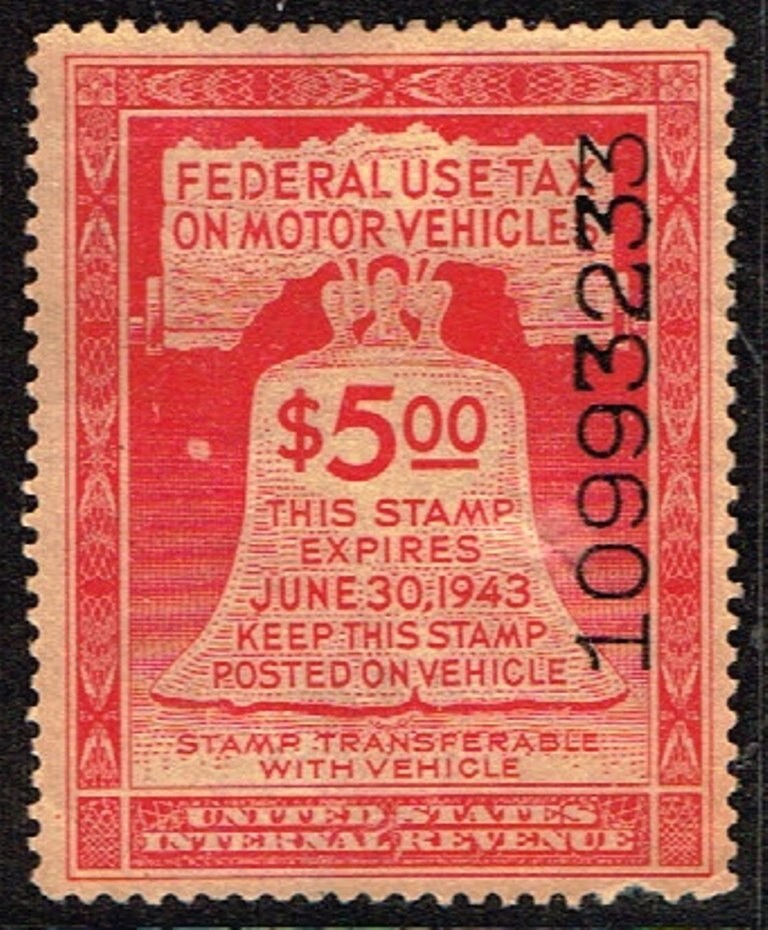 FEDERAL USE TAX
ON MOTOR VEHICLES
$5.00
THIS STAMP
EXPIRES
JUNE 30, 1943
KEEP THIS STAMP
POSTED ON VEHICLE
STAMP TRANSFERABLE
WITH VEHICLE
UNITED STATES
INTERNAL REVENUE
10993233